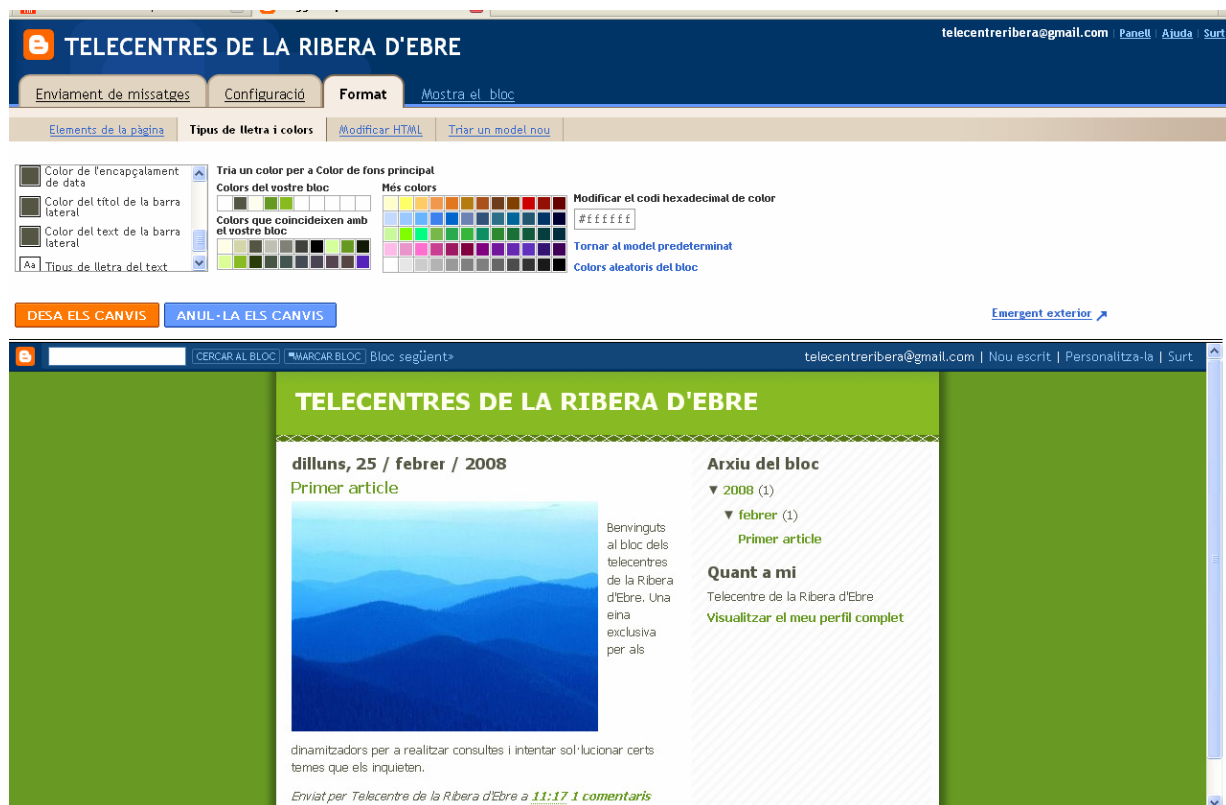 TELECENTRES DE LA RIBERA D'EBRE
telecentreribera@gmail.com | Panell | Ajuda | Surt
Enviament de missatges
Configuració
Format
Mostra el bloc
Elements de la pàgina
Tipus de lletra i colors
Modificar HTML
Triar un model nou
Color de l'encapçalament
de data
Color del títol de la barra
lateral
Color del text de la barra
lateral
Aa Tipus de lletra del text
Tria un color per a Color de fons principal
Colors del vostre bloc
Colors que coincideixen amb
el vostre bloc
Més colors
Modificar el codi hexadecimal de color
#ffffff
Tornar al model predeterminat
Colors aleatoris del bloc
DESA ELS CANVIS
ANUL·LA ELS CANVIS
Emergent exterior
CERCAR AL BLOC
MARCAR BLOC
Bloc següent»
telecentreribera@gmail.com | Nou escrit | Personalitza-la | Surt
TELECENTRES DE LA RIBERA D'EBRE
dilluns, 25 / febrer / 2008
Primer article
Benvinguts
al bloc dels
telecentres
de la Ribera
d'Ebre. Una
eina
exclusiva
per als
dinamitzadors per a realitzar consultes i intentar sol·lucionar certs
temes que els inquieten.
Enviat per Telecentre de la Ribera d'Ebre a 11:17 1 comentaris
Arxiu del bloc
▼ 2008 (1)
▼ febrer (1)
Primer article
Quant a mi
Telecentre de la Ribera d'Ebre
Visualitzar el meu perfil complet